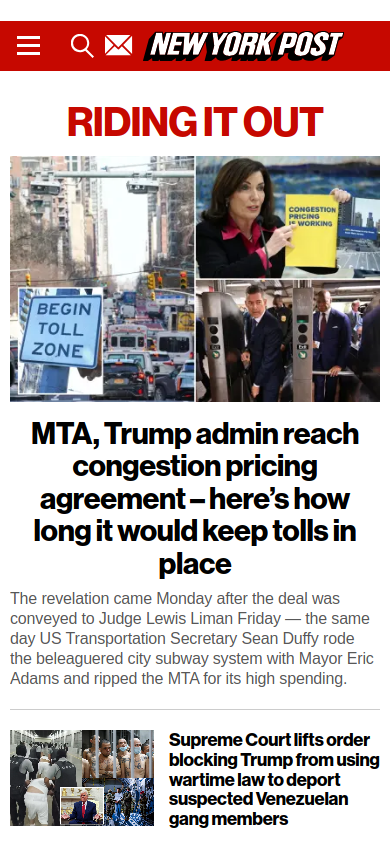 NEW YORK POST
RIDING IT OUT
CONGESTION
PRICING
IS WORKING
BEGIN
TOLL
ZONE
Exit
MTA, Trump admin reach
congestion pricing
agreement – here’s how
long it would keep tolls in
place
The revelation came Monday after the deal was
conveyed to Judge Lewis Liman Friday — the same
day US Transportation Secretary Sean Duffy rode
the beleaguered city subway system with Mayor Eric
Adams and ripped the MTA for its high spending.
Supreme Court lifts order
blocking Trump from using
wartime law to deport
suspected Venezuelan
gang members